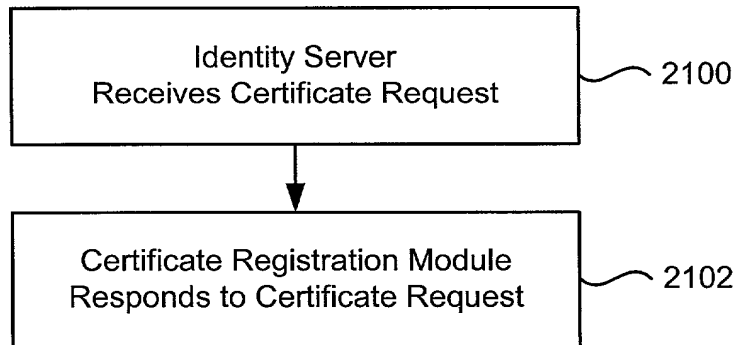 Identity Server
Receives Certificate Request
2100
Certificate Registration Module
Responds to Certificate Request
2102